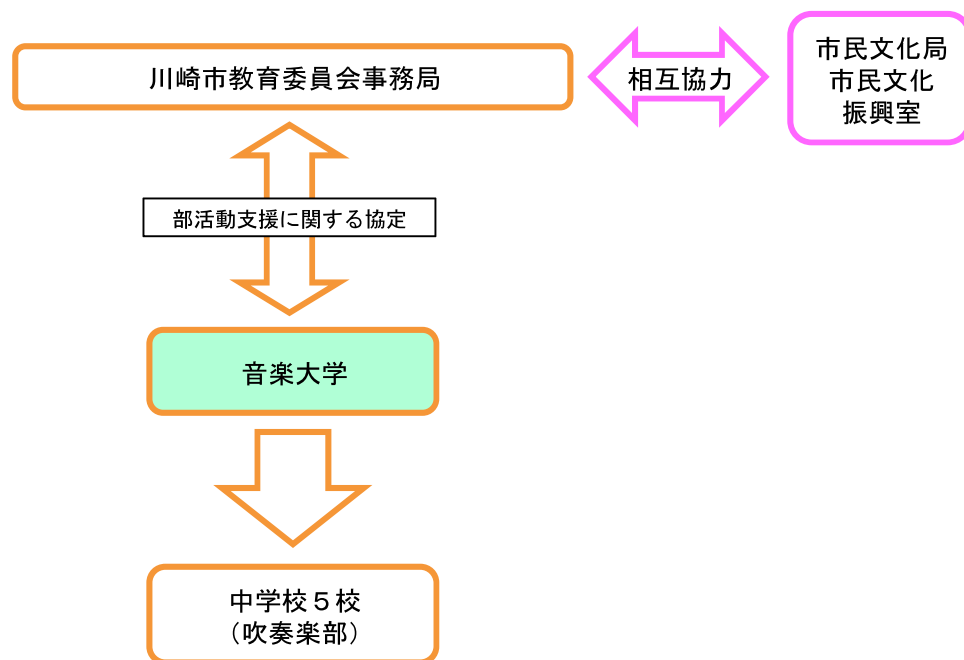 川崎市教育委員会事務局
相互協力
市民文化局
市民文化
振興室
部活動支援に関する協定
音楽大学
中学校５校
（吹奏楽部）